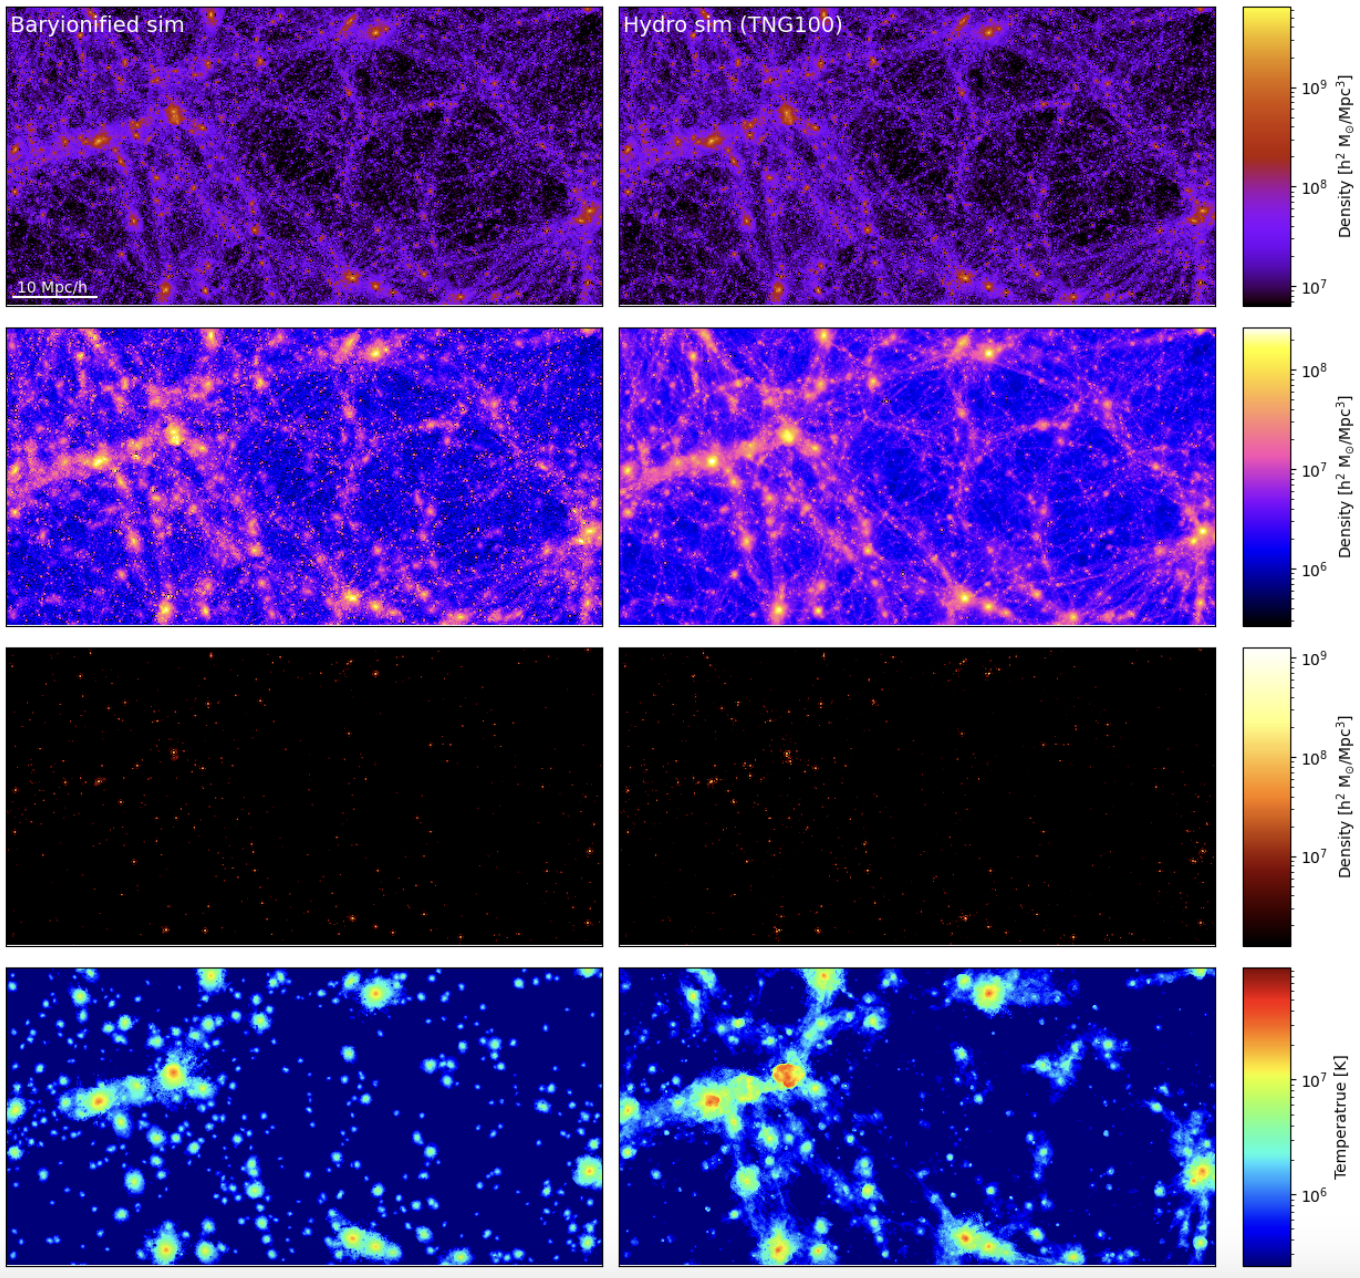 Baryionified sim
Hydro sim (TNG100)
10 Mpc/h
10⁹
10⁸
10⁷
Density [h² M⊙/Mpc³]
10⁸
10⁷
10⁶
Density [h² M⊙/Mpc³]
10⁹
10⁸
10⁷
Density [h² M⊙/Mpc³]
10⁷
10⁶
Temperatrue [K]